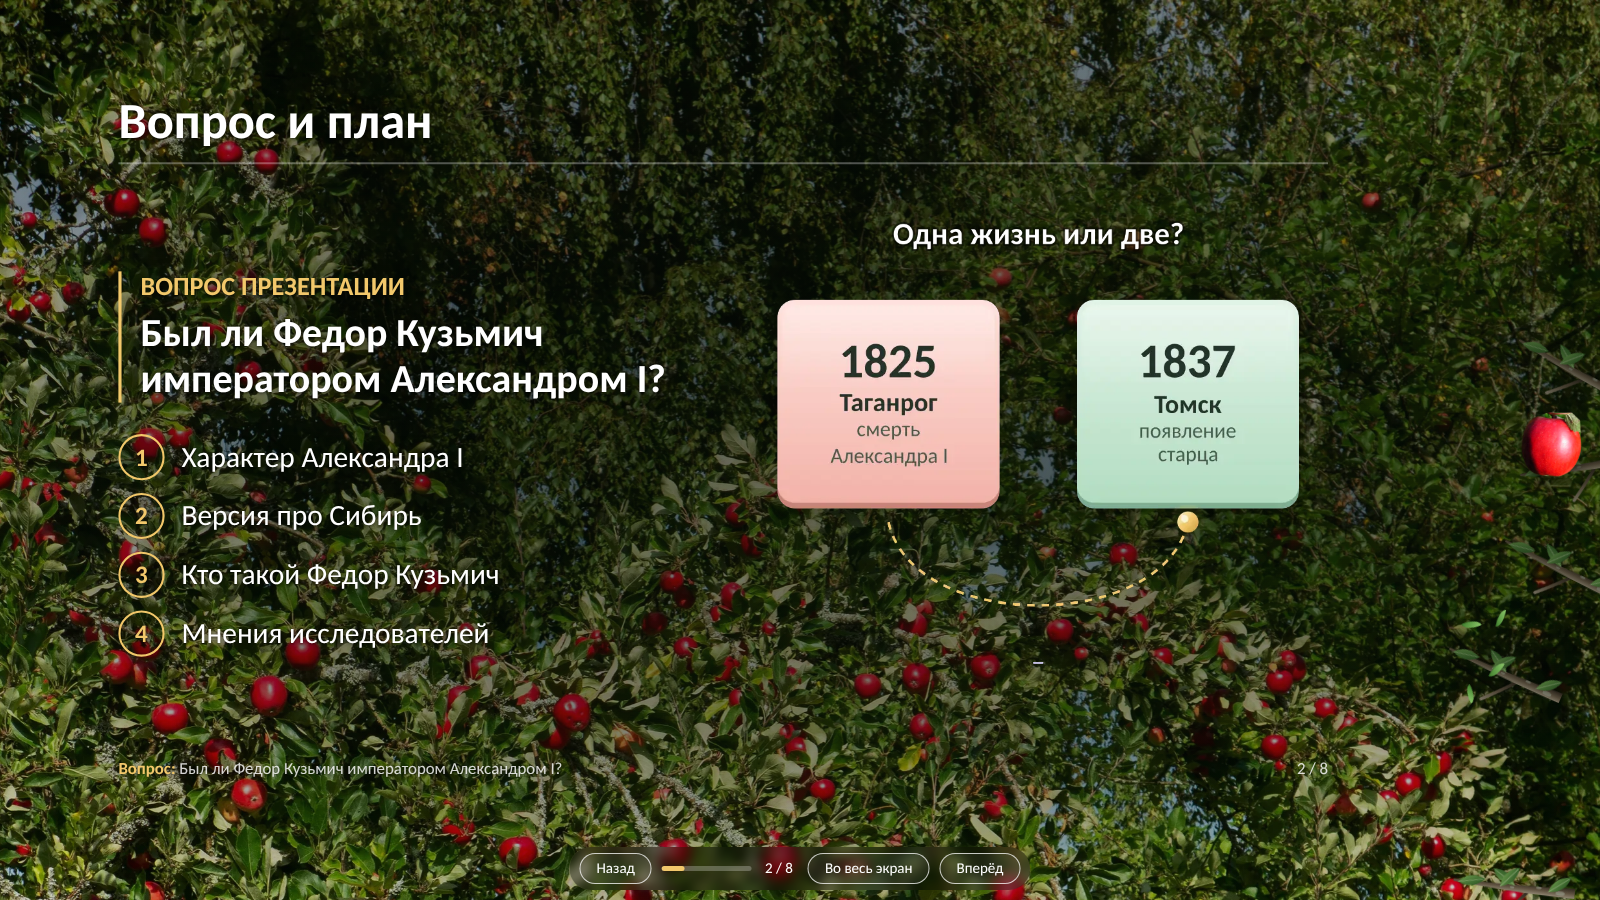 Вопрос и план
Одна жизнь или две?
ВОПРОС ПРЕЗЕНТАЦИИ
Был ли Федор Кузьмич
императором Александром I?
1 Характер Александра I
2 Версия про Сибирь
3 Кто такой Федор Кузьмич
4 Мнения исследователей
1825
Таганрог
смерть
Александра I
1837
Томск
появление
старца
–
Вопрос: Был ли Федор Кузьмич императором Александром I?
2 / 8
Назад
2 / 8
Во весь экран
Вперёд